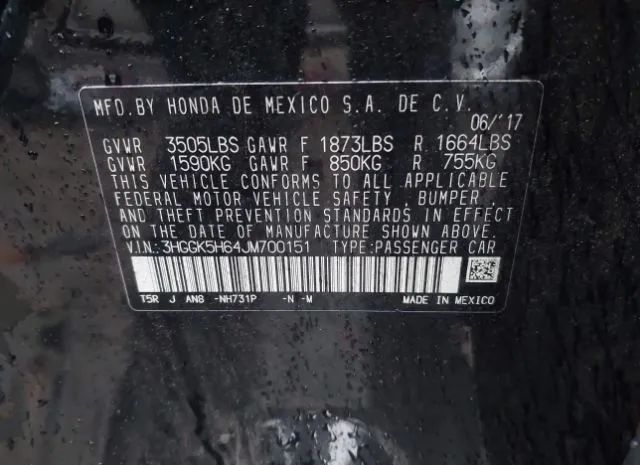 MFD. BY HONDA DE MEXICO S.A. DE C.V.
06/'17
GVWR 3505LBS GAWR F 1873LBS R 1664LBS
GVWR 1590KG GAWR F 850KG R 755KG
THIS VEHICLE CONFORMS TO ALL APPLICABLE
FEDERAL MOTOR VEHICLE SAFETY, BUMPER,
AND THEFT PREVENTION STANDARDS IN EFFECT
ON THE DATE OF MANUFACTURE SHOWN ABOVE.
V.I.N.: 3HGGK5H64JM700151 TYPE:PASSENGER CAR
T5R J AN8 -NH731P -N -M MADE IN MEXICO